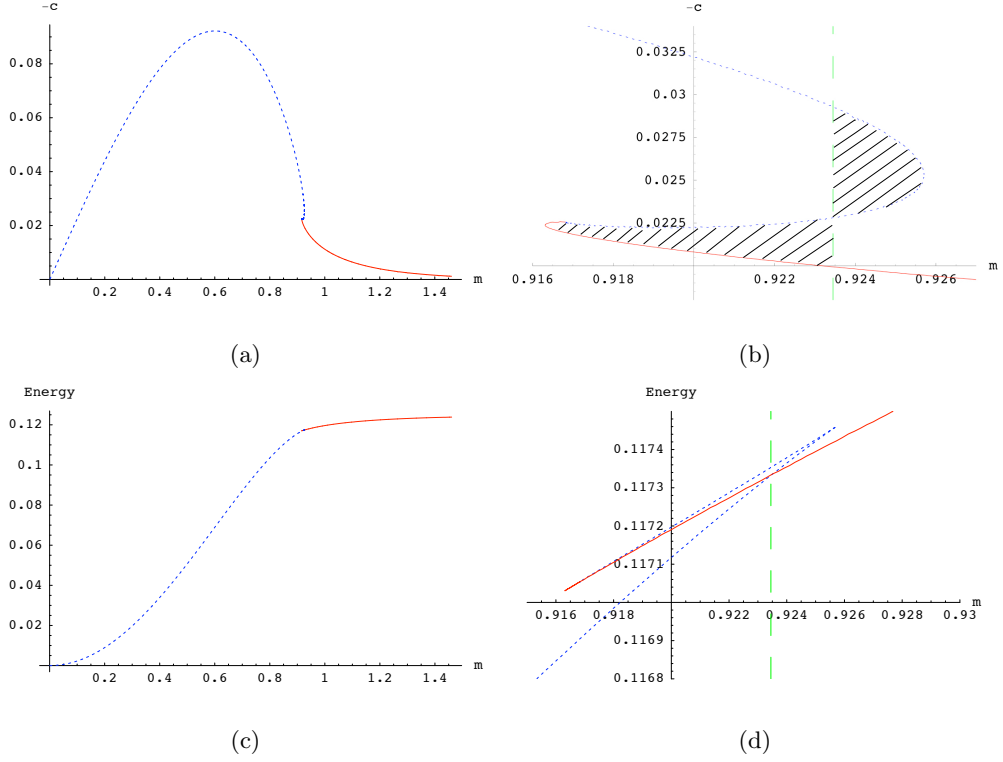 -c
0.08
0.06
0.04
0.02
0.2 0.4 0.6 0.8 1 1.2 1.4 m
(a)
-c
0.0325
0.03
0.0275
0.025
0.0225
0.916 0.918 0.922 0.924 0.926 m
(b)
Energy
0.12
0.1
0.08
0.06
0.04
0.02
0.2 0.4 0.6 0.8 1 1.2 1.4 m
(c)
Energy
0.1174
0.1173
0.1172
0.1171
0.916 0.918 0.922 0.924 0.926 0.928 0.93 m
0.1169
0.1168
(d)